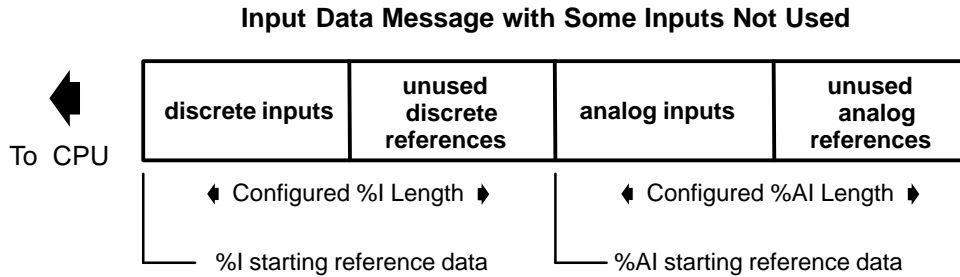 Input Data Message with Some Inputs Not Used
To CPU
discrete inputs
unused
discrete
references
analog inputs
unused
analog
references
Configured %I Length
Configured %AI Length
%I starting reference data
%AI starting reference data